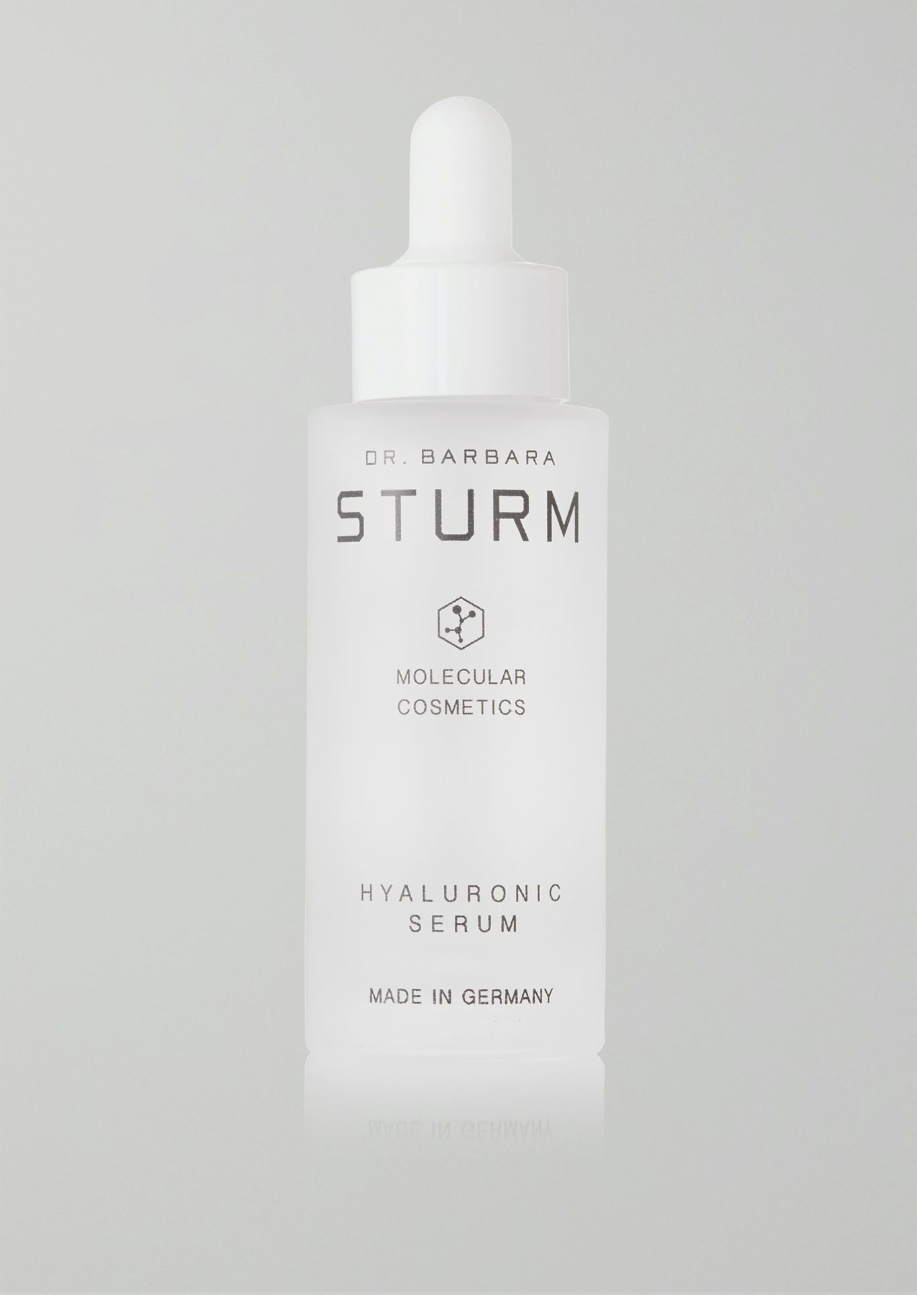 DR. BARBARA
STURM
MOLECULAR
COSMETICS
HYALURONIC
SERUM
MADE IN GERMANY